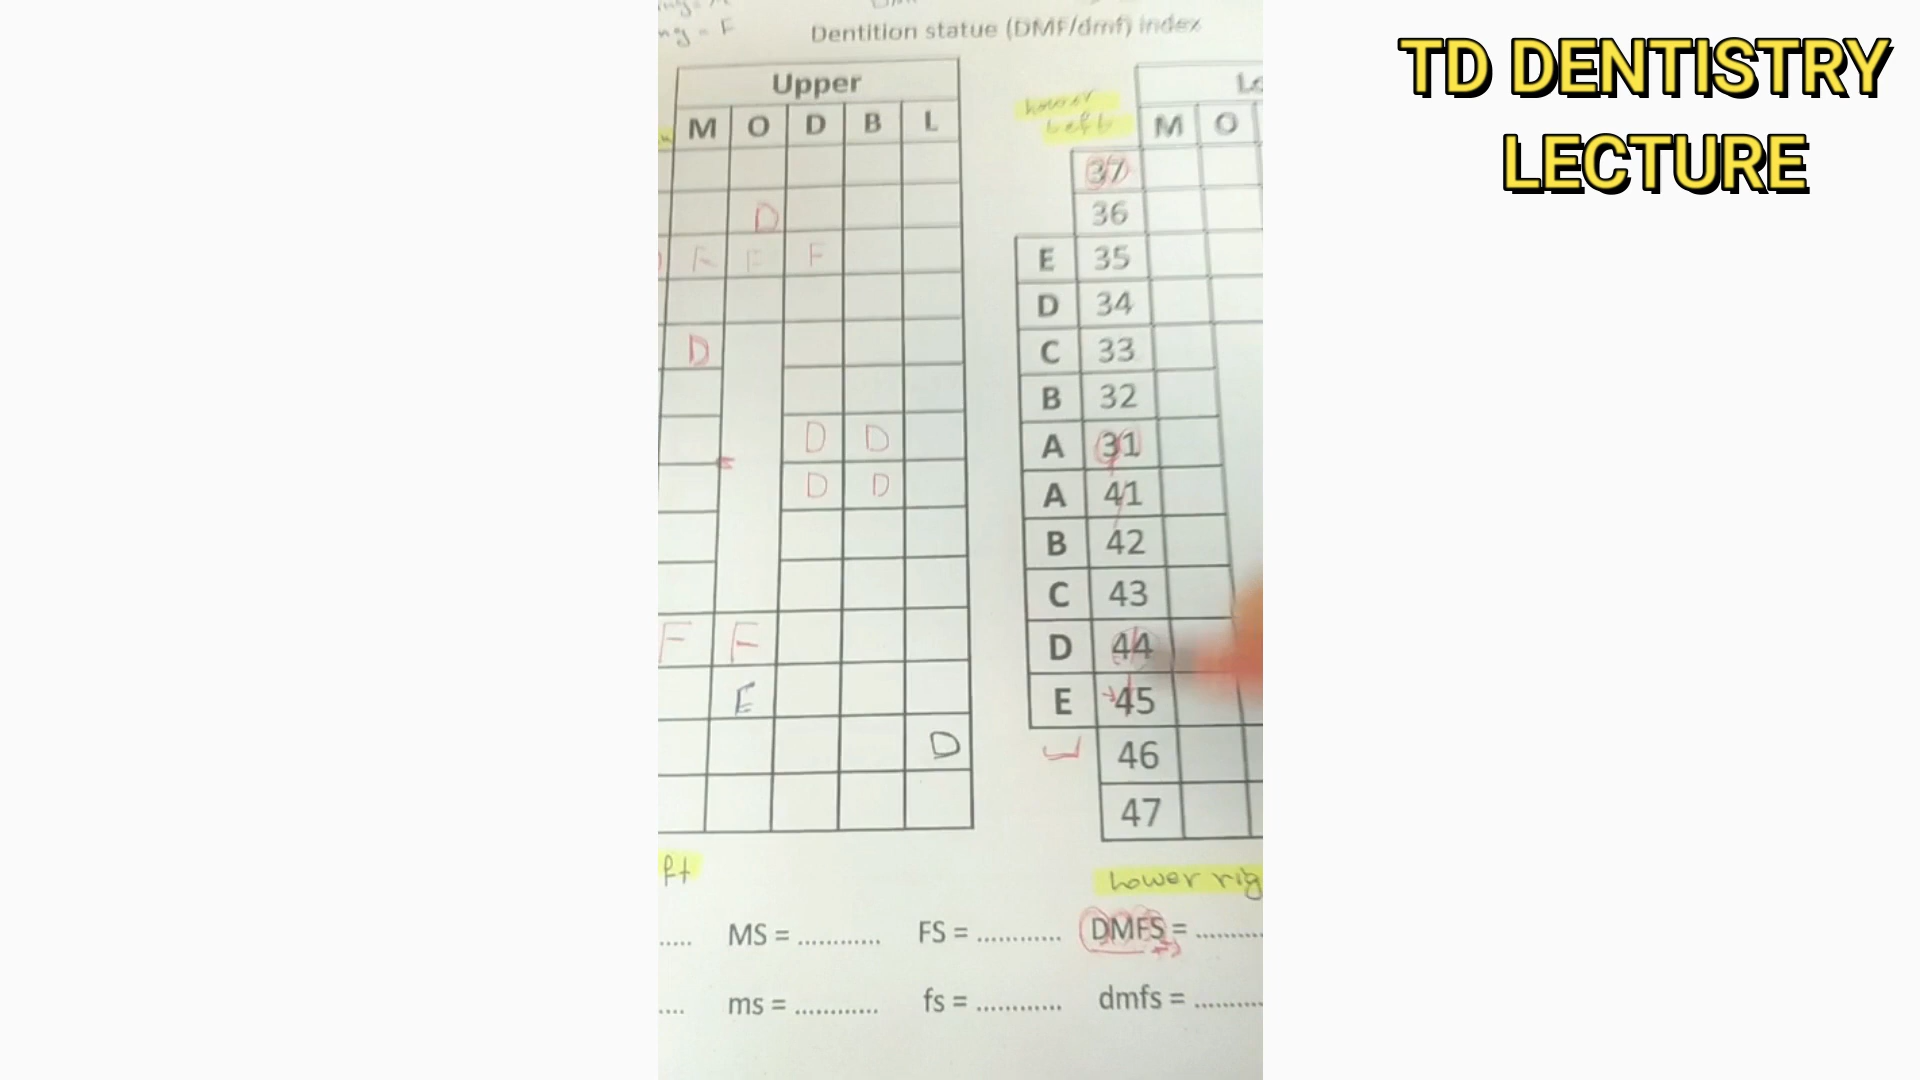 TD DENTISTRY
LECTURE
= F
Dentition statue (DMF/dmf) index
Upper
M O D B L
D
F F F
D
D D
D D
F F
E
D
Lower
Left
M O
37
36
E 35
D 34
C 33
B 32
A 31
A 41
B 42
C 43
D 44
E 45
46
47
ft
Lower rig
..... MS = ............ FS = ............ DMFS = ..........
.... ms = ............ fs = ............ dmfs = ..........